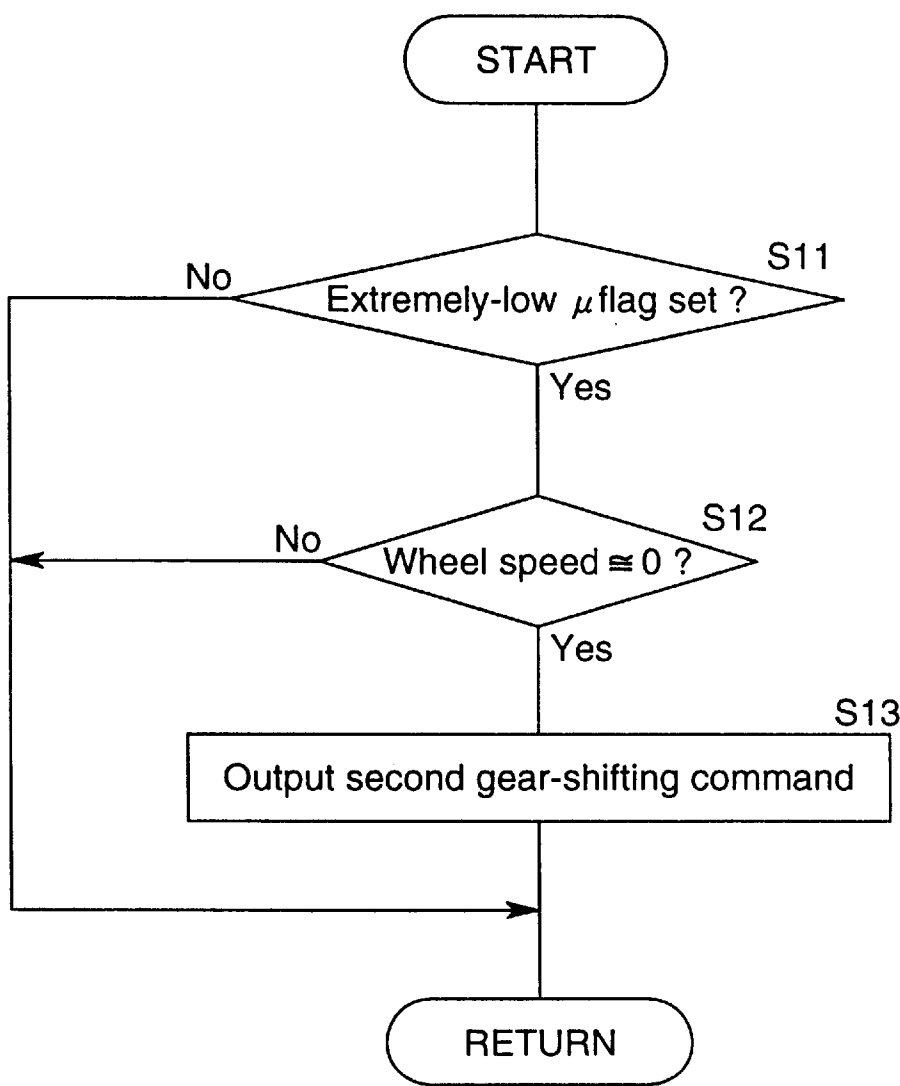 START
S11
No
Extremely-low μ flag set ?
Yes
S12
No
Wheel speed ≅ 0 ?
Yes
S13
Output second gear-shifting command
RETURN